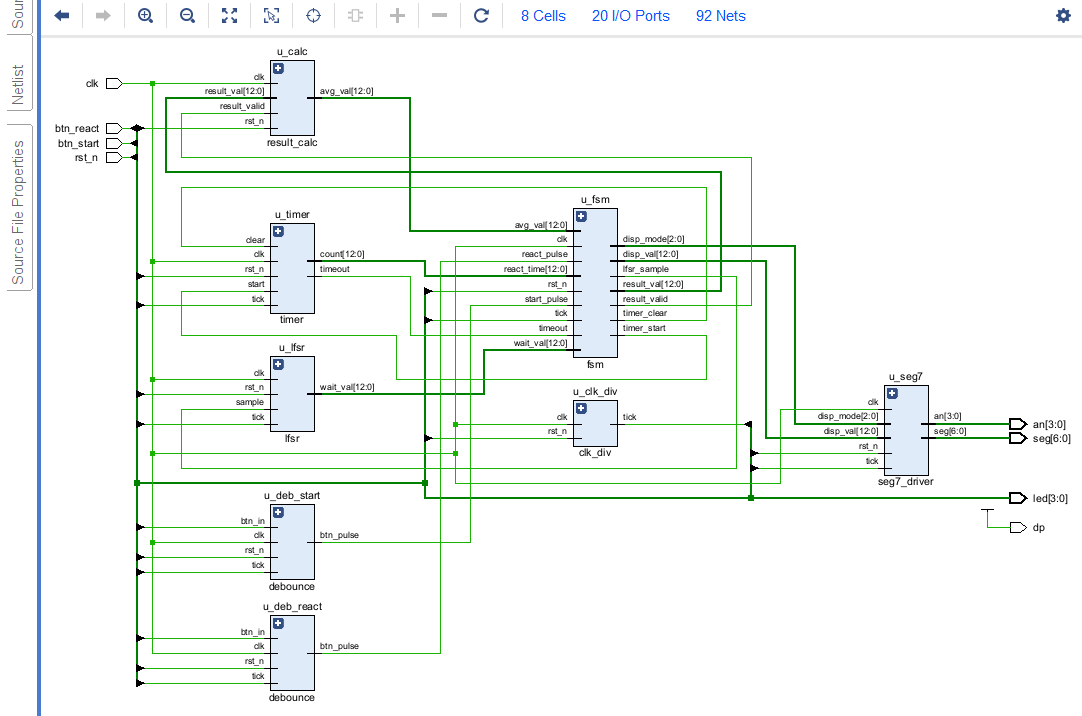 Sour
Netlist
Source File Properties
8 Cells 20 I/O Ports 92 Nets
clk
btn_react
btn_start
rst_n
u_calc
clk
result_val[12:0]
result_valid
rst_n
avg_val[12:0]
result_calc
u_timer
clear
clk
rst_n
start
tick
count[12:0]
timeout
timer
u_lfsr
clk
rst_n
sample
tick
wait_val[12:0]
lfsr
u_deb_start
btn_in
clk
rst_n
tick
btn_pulse
debounce
u_deb_react
btn_in
clk
rst_n
tick
btn_pulse
debounce
u_fsm
avg_val[12:0]
clk
react_pulse
react_time[12:0]
rst_n
start_pulse
tick
timeout
wait_val[12:0]
disp_mode[2:0]
disp_val[12:0]
lfsr_sample
result_val[12:0]
result_valid
timer_clear
timer_start
fsm
u_clk_div
clk
rst_n
tick
clk_div
u_seg7
clk
disp_mode[2:0]
disp_val[12:0]
rst_n
tick
an[3:0]
seg[6:0]
seg7_driver
an[3:0]
seg[6:0]
led[3:0]
dp